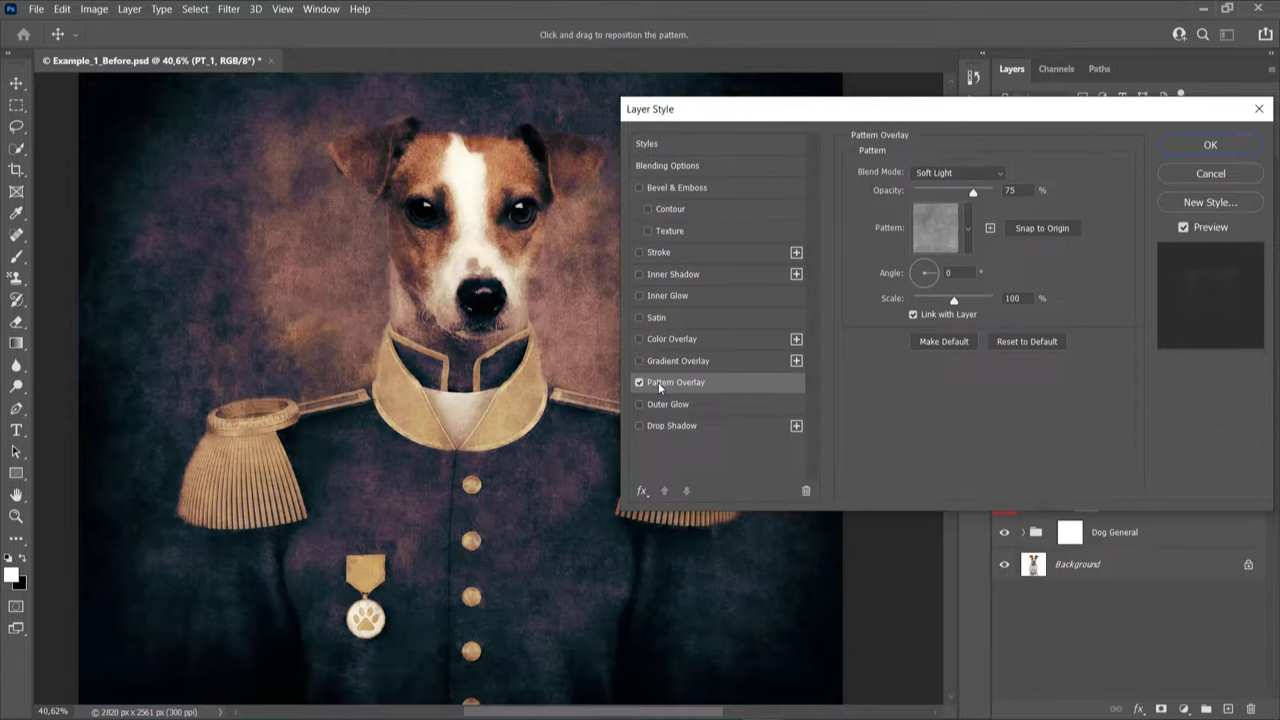 Ps File Edit Image Layer Type Select Filter 3D View Window Help
Click and drag to reposition the pattern.
© Example_1_Before.psd @ 40,6% (PT_1, RGB/8*) *
Layers Channels Paths
Layer Style
Styles
Blending Options
Bevel & Emboss
Contour
Texture
Stroke
Inner Shadow
Inner Glow
Satin
Color Overlay
Gradient Overlay
Pattern Overlay
Outer Glow
Drop Shadow
fx
Pattern Overlay
Pattern
Blend Mode: Soft Light
Opacity: 75 %
Pattern: Snap to Origin
Angle: 0 °
Scale: 100 %
Link with Layer
Make Default Reset to Default
OK
Cancel
New Style...
Preview
Dog General
Background
40,62% © 2820 px x 2561 px (300 ppi)
fx